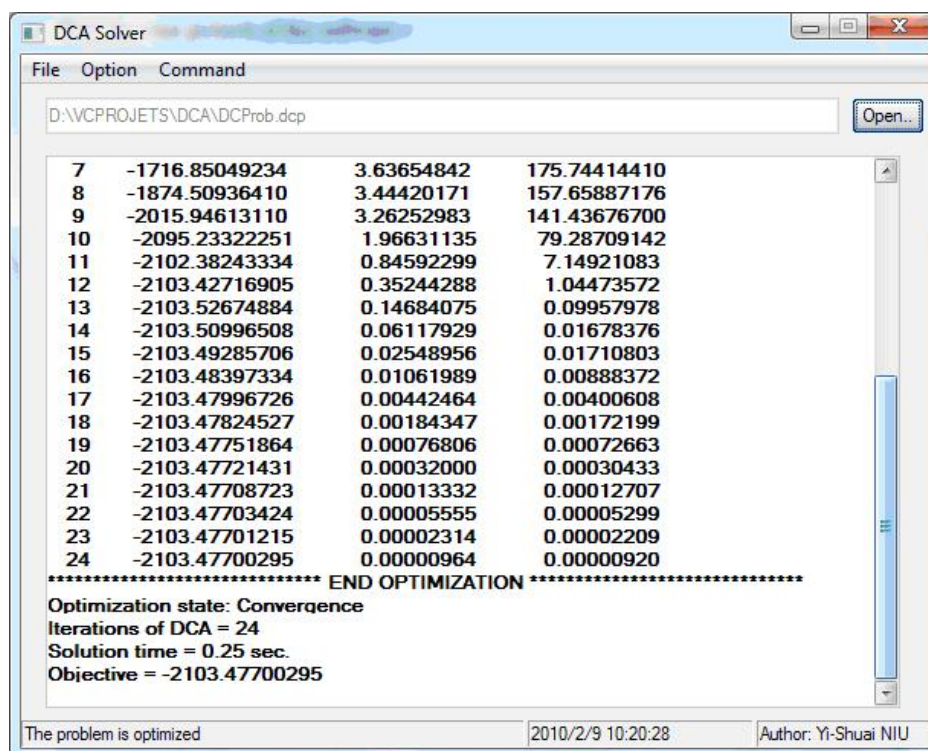 DCA Solver
File Option Command
D:\VCPROJETS\DCA\DCProb.dcp Open..
7 -1716.85049234 3.63654842 175.74414410
8 -1874.50936410 3.44420171 157.65887176
9 -2015.94613110 3.26252983 141.43676700
10 -2095.23322251 1.96631135 79.28709142
11 -2102.38243334 0.84592299 7.14921083
12 -2103.42716905 0.35244288 1.04473572
13 -2103.52674884 0.14684075 0.09957978
14 -2103.50996508 0.06117929 0.01678376
15 -2103.49285706 0.02548956 0.01710803
16 -2103.48397334 0.01061989 0.00888372
17 -2103.47996726 0.00442464 0.00400608
18 -2103.47824527 0.00184347 0.00172199
19 -2103.47751864 0.00076806 0.00072663
20 -2103.47721431 0.00032000 0.00030433
21 -2103.47708723 0.00013332 0.00012707
22 -2103.47703424 0.00005555 0.00005299
23 -2103.47701215 0.00002314 0.00002209
24 -2103.47700295 0.00000964 0.00000920
****************************** END OPTIMIZATION ******************************
Optimization state: Convergence
Iterations of DCA = 24
Solution time = 0.25 sec.
Objective = -2103.47700295
The problem is optimized 2010/2/9 10:20:28 Author: Yi-Shuai NIU